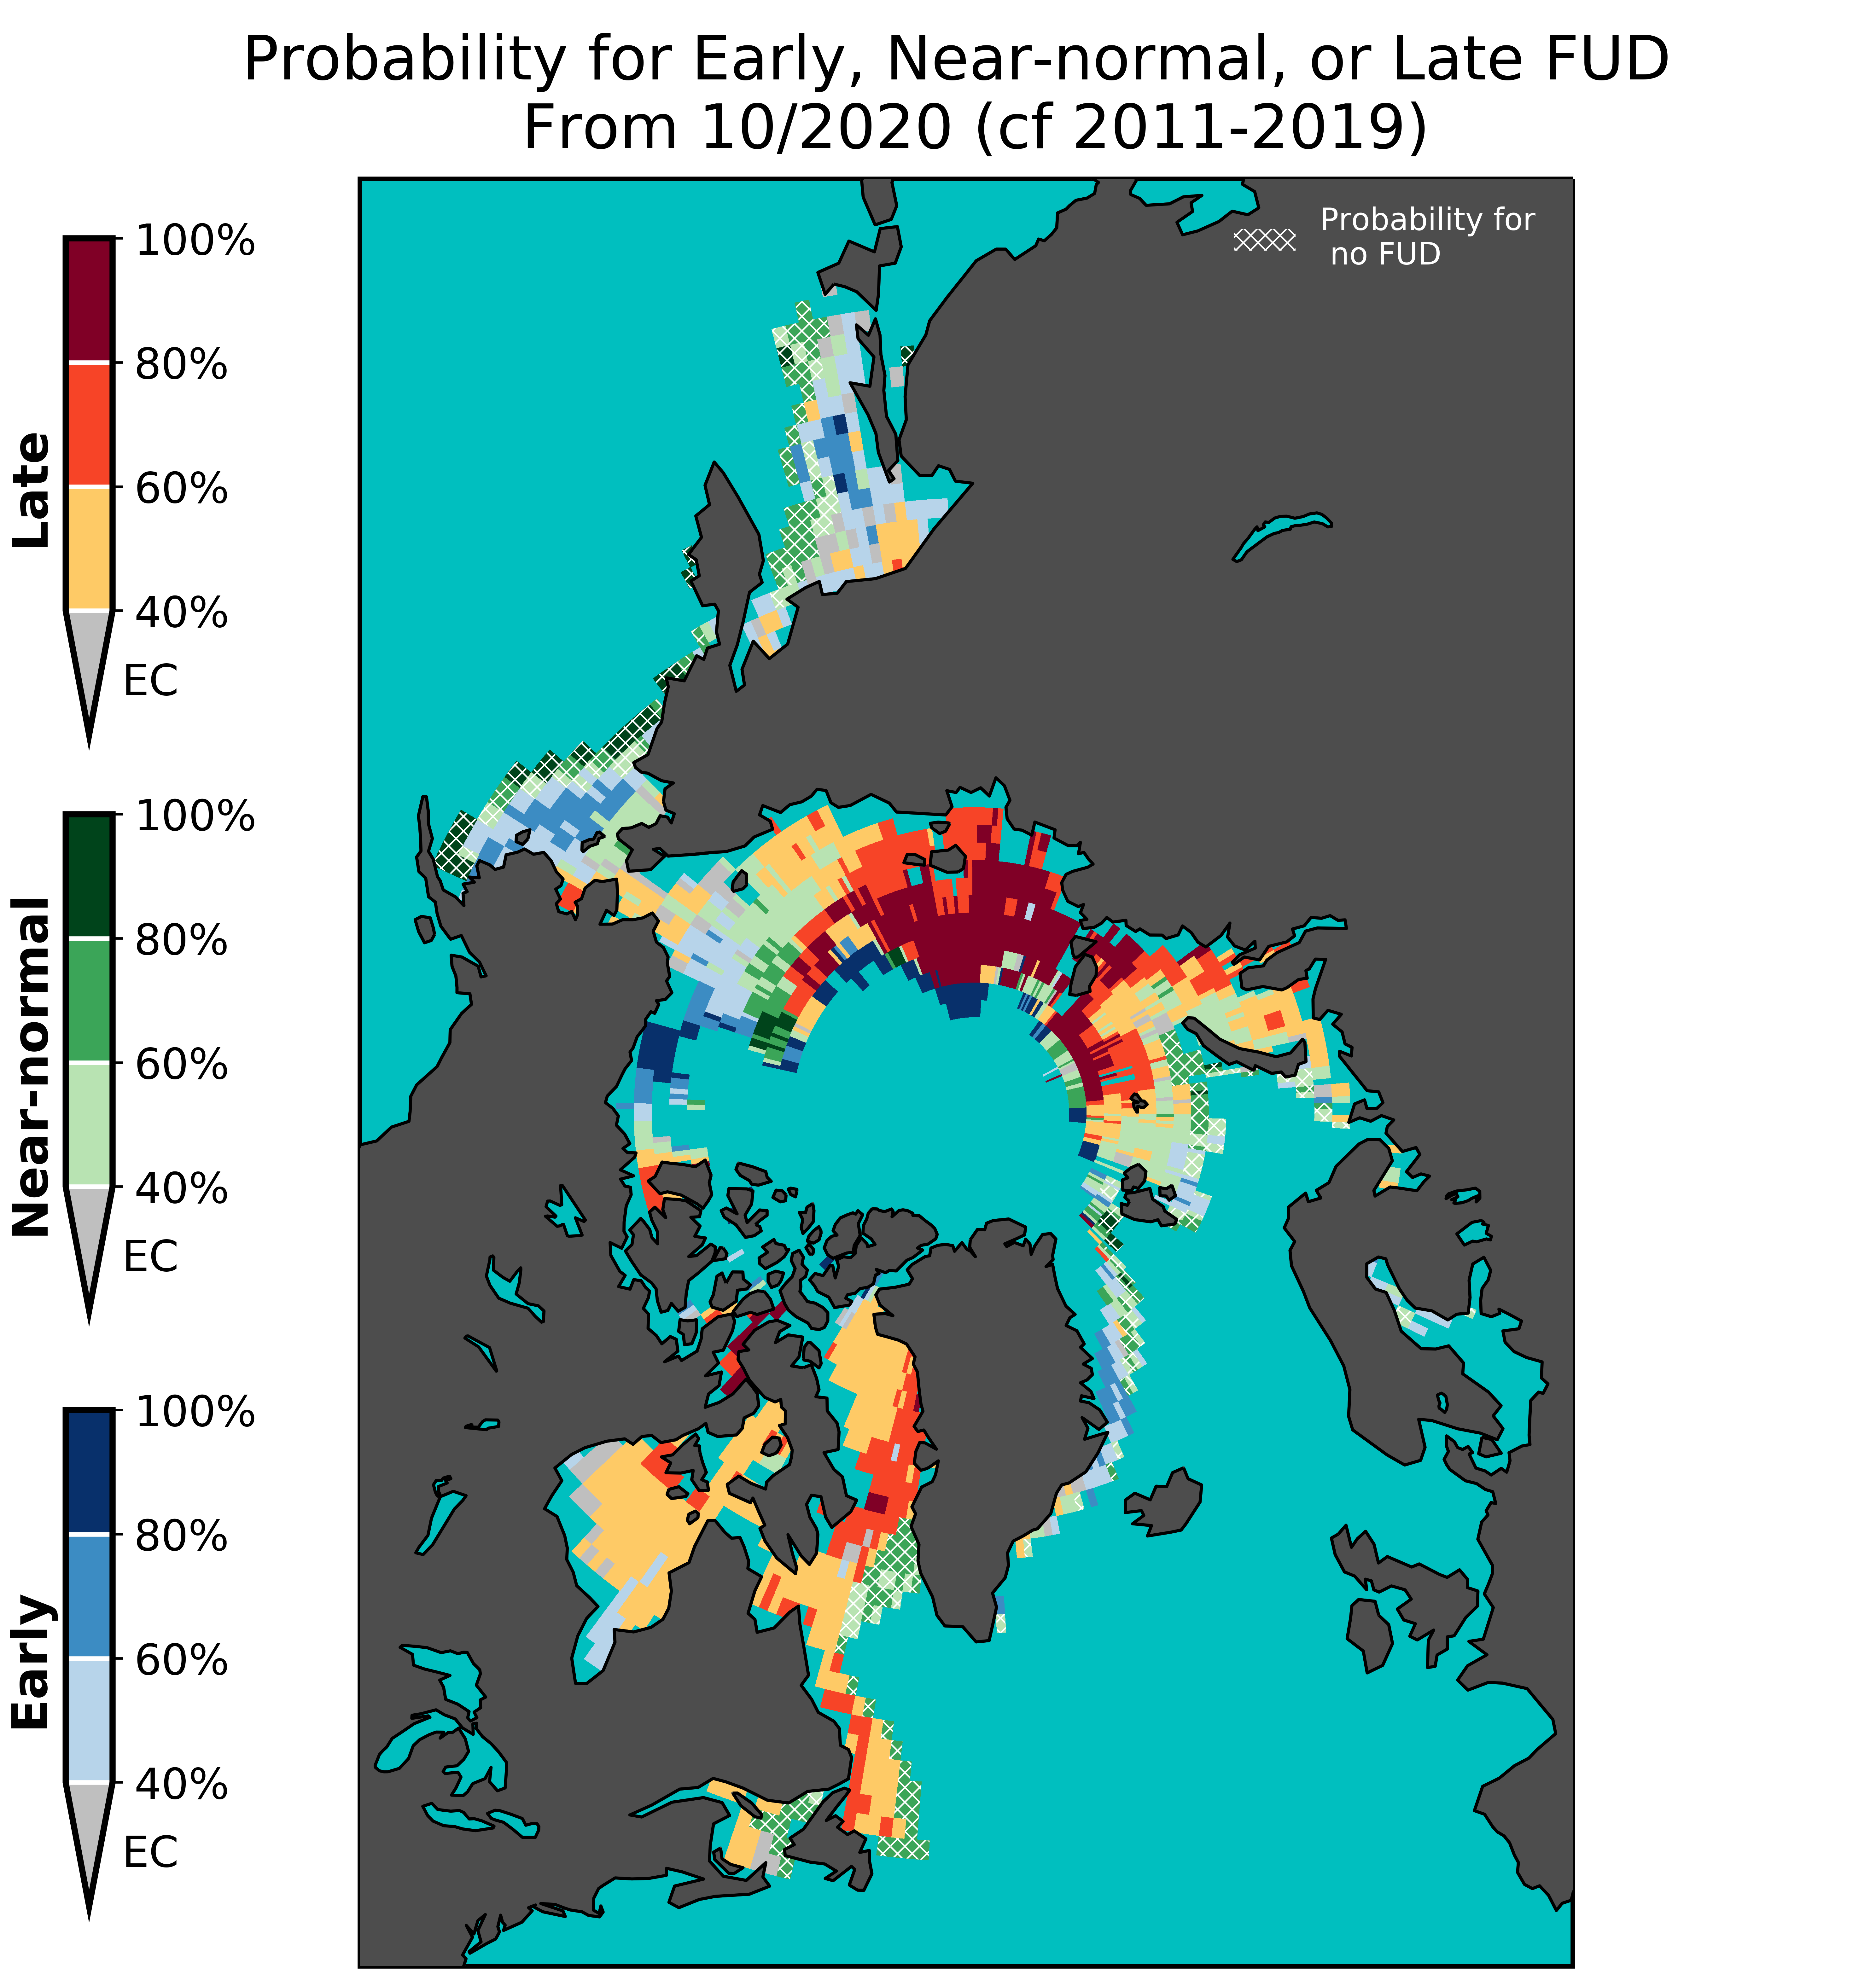 Probability for Early, Near-normal, or Late FUD
From 10/2020 (cf 2011-2019)
Probability for
no FUD
Late
100%
80%
60%
40%
EC
Near-normal
100%
80%
60%
40%
EC
Early
100%
80%
60%
40%
EC